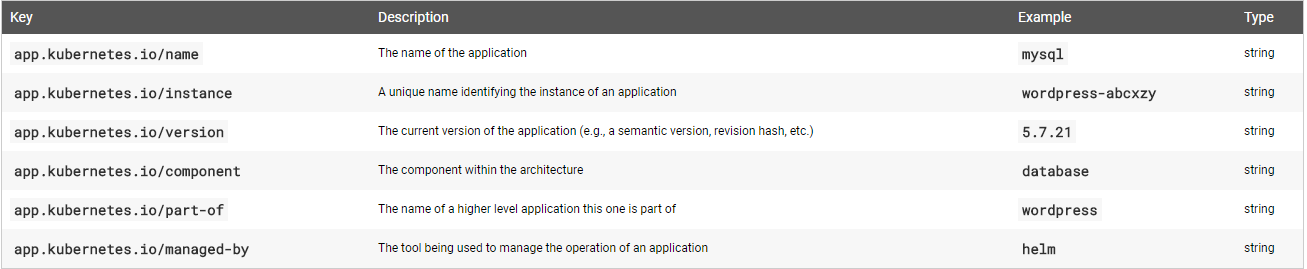 Key Description Example Type
app.kubernetes.io/name The name of the application mysql string
app.kubernetes.io/instance A unique name identifying the instance of an application wordpress-abcxzy string
app.kubernetes.io/version The current version of the application (e.g., a semantic version, revision hash, etc.) 5.7.21 string
app.kubernetes.io/component The component within the architecture database string
app.kubernetes.io/part-of The name of a higher level application this one is part of wordpress string
app.kubernetes.io/managed-by The tool being used to manage the operation of an application helm string